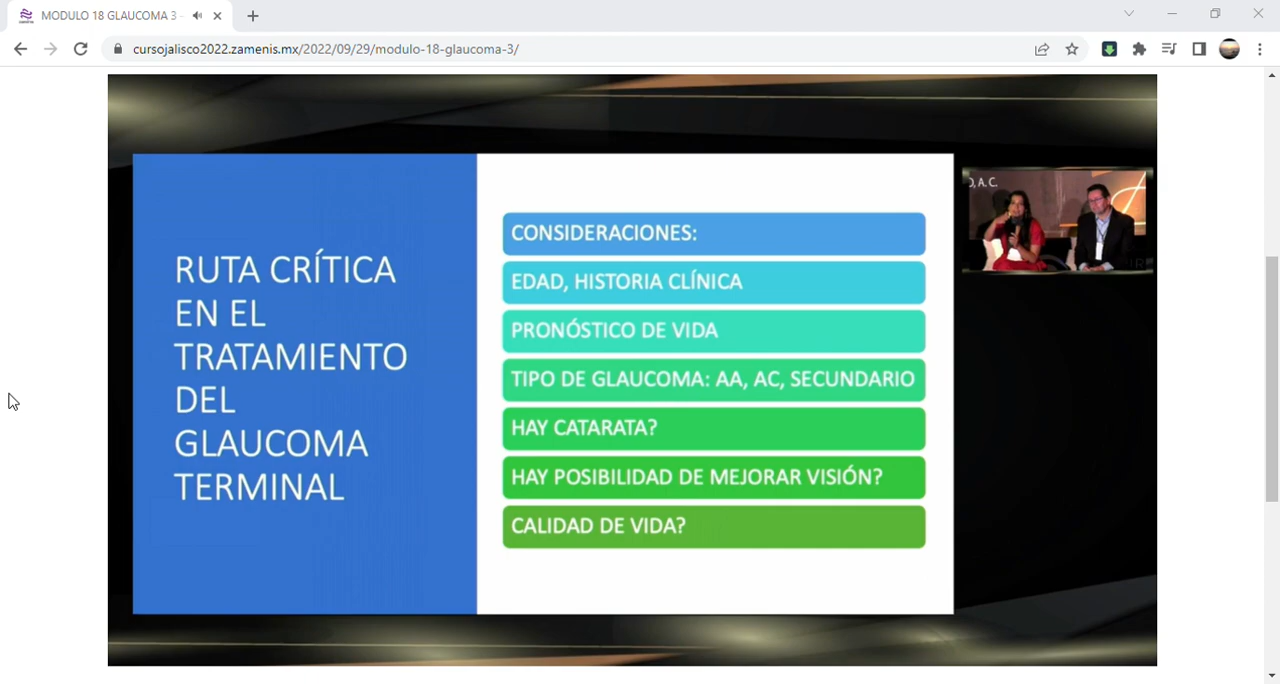 MODULO 18 GLAUCOMA 3 -
cursojalisco2022.zamenis.mx/2022/09/29/modulo-18-glaucoma-3/
RUTA CRÍTICA
EN EL
TRATAMIENTO
DEL
GLAUCOMA
TERMINAL
CONSIDERACIONES:
EDAD, HISTORIA CLÍNICA
PRONÓSTICO DE VIDA
TIPO DE GLAUCOMA: AA, AC, SECUNDARIO
HAY CATARATA?
HAY POSIBILIDAD DE MEJORAR VISIÓN?
CALIDAD DE VIDA?
O, A.C.